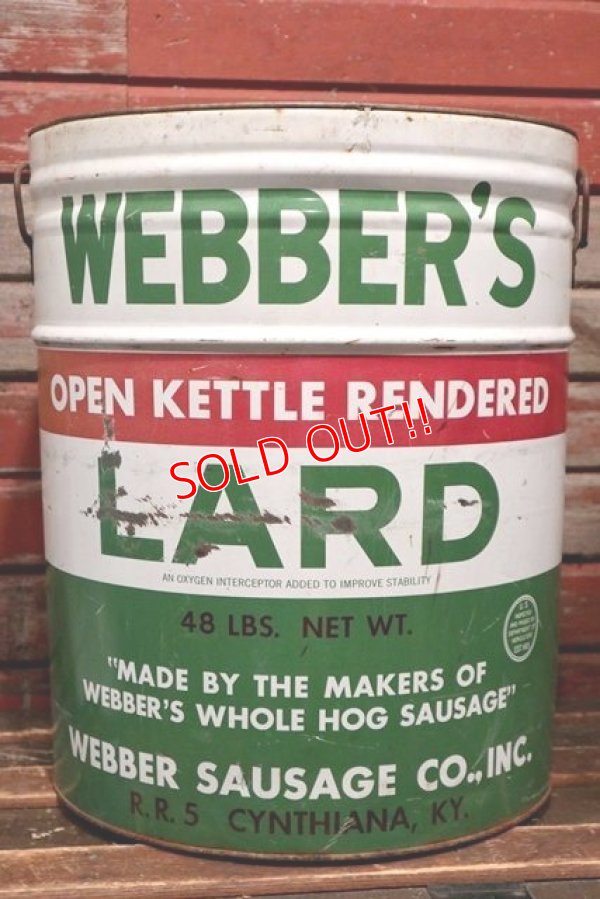 WEBBER'S
OPEN KETTLE RENDERED
SOLD OUT!!
LARD
AN OXYGEN INTERCEPTOR ADDED TO IMPROVE STABILITY
48 LBS. NET WT.
"MADE BY THE MAKERS OF
WEBBER'S WHOLE HOG SAUSAGE"
WEBBER SAUSAGE CO., INC.
R.R. 5 CYNTHIANA, KY.